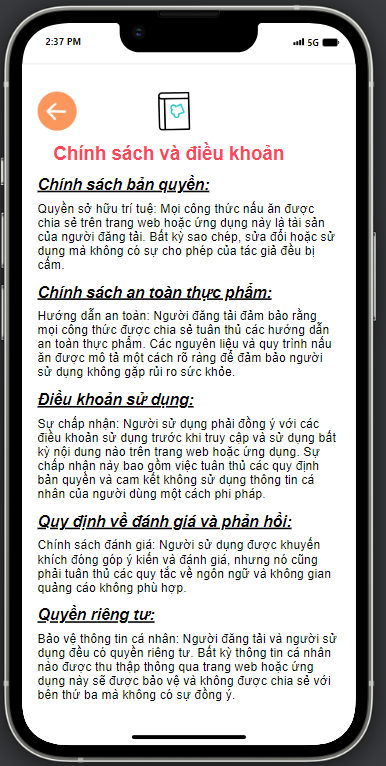 2:37 PM
5G
Chính sách và điều khoản
Chính sách bản quyền:
Quyền sở hữu trí tuệ: Mọi công thức nấu ăn được
chia sẻ trên trang web hoặc ứng dụng này là tài sản
của người đăng tải. Bất kỳ sao chép, sửa đổi hoặc sử
dụng mà không có sự cho phép của tác giả đều bị
cấm.
Chính sách an toàn thực phẩm:
Hướng dẫn an toàn: Người đăng tải đảm bảo rằng
mọi công thức được chia sẻ tuân thủ các hướng dẫn
an toàn thực phẩm. Các nguyên liệu và quy trình nấu
ăn được mô tả một cách rõ ràng để đảm bảo người
sử dụng không gặp rủi ro sức khỏe.
Điều khoản sử dụng:
Sự chấp nhận: Người sử dụng phải đồng ý với các
điều khoản sử dụng trước khi truy cập và sử dụng bất
kỳ nội dung nào trên trang web hoặc ứng dụng. Sự
chấp nhận này bao gồm việc tuân thủ các quy định
bản quyền và cam kết không sử dụng thông tin cá
nhân của người dùng một cách phi pháp.
Quy định về đánh giá và phản hồi:
Chính sách đánh giá: Người sử dụng được khuyến
khích đóng góp ý kiến và đánh giá, nhưng nó cũng
phải tuân thủ các quy tắc về ngôn ngữ và không gian
quảng cáo không phù hợp.
Quyền riêng tư:
Bảo vệ thông tin cá nhân: Người đăng tải và người sử
dụng đều có quyền riêng tư. Bất kỳ thông tin cá nhân
nào được thu thập thông qua trang web hoặc ứng
dụng này sẽ được bảo vệ và không được chia sẻ với
bên thứ ba mà không có sự đồng ý.